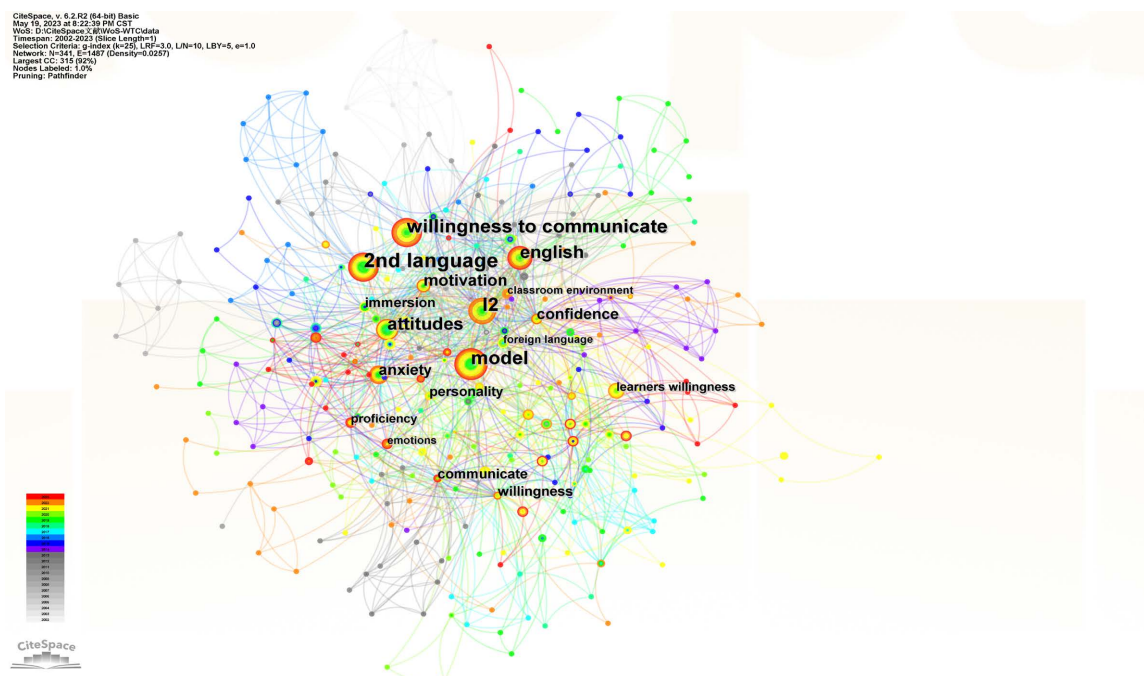 CiteSpace, v. 6.2.R2 (64-bit) Basic
May 19, 2023 at 8:22:39 PM CST
WoS: D:\CiteSpace文献\WoS-WTC\data
Timespan: 2002-2023 (Slice Length=1)
Selection Criteria: g-index (k=25), LRF=3.0, L/N=10, LBY=5, e=1.0
Network: N=341, E=1487 (Density=0.0257)
Largest CC: 315 (92%)
Nodes Labeled: 1.0%
Pruning: Pathfinder
willingness to communicate
2nd language
english
motivation
classroom environment
immersion
l2
confidence
attitudes
foreign language
model
anxiety
learners willingness
personality
proficiency
emotions
communicate
willingness
CiteSpace